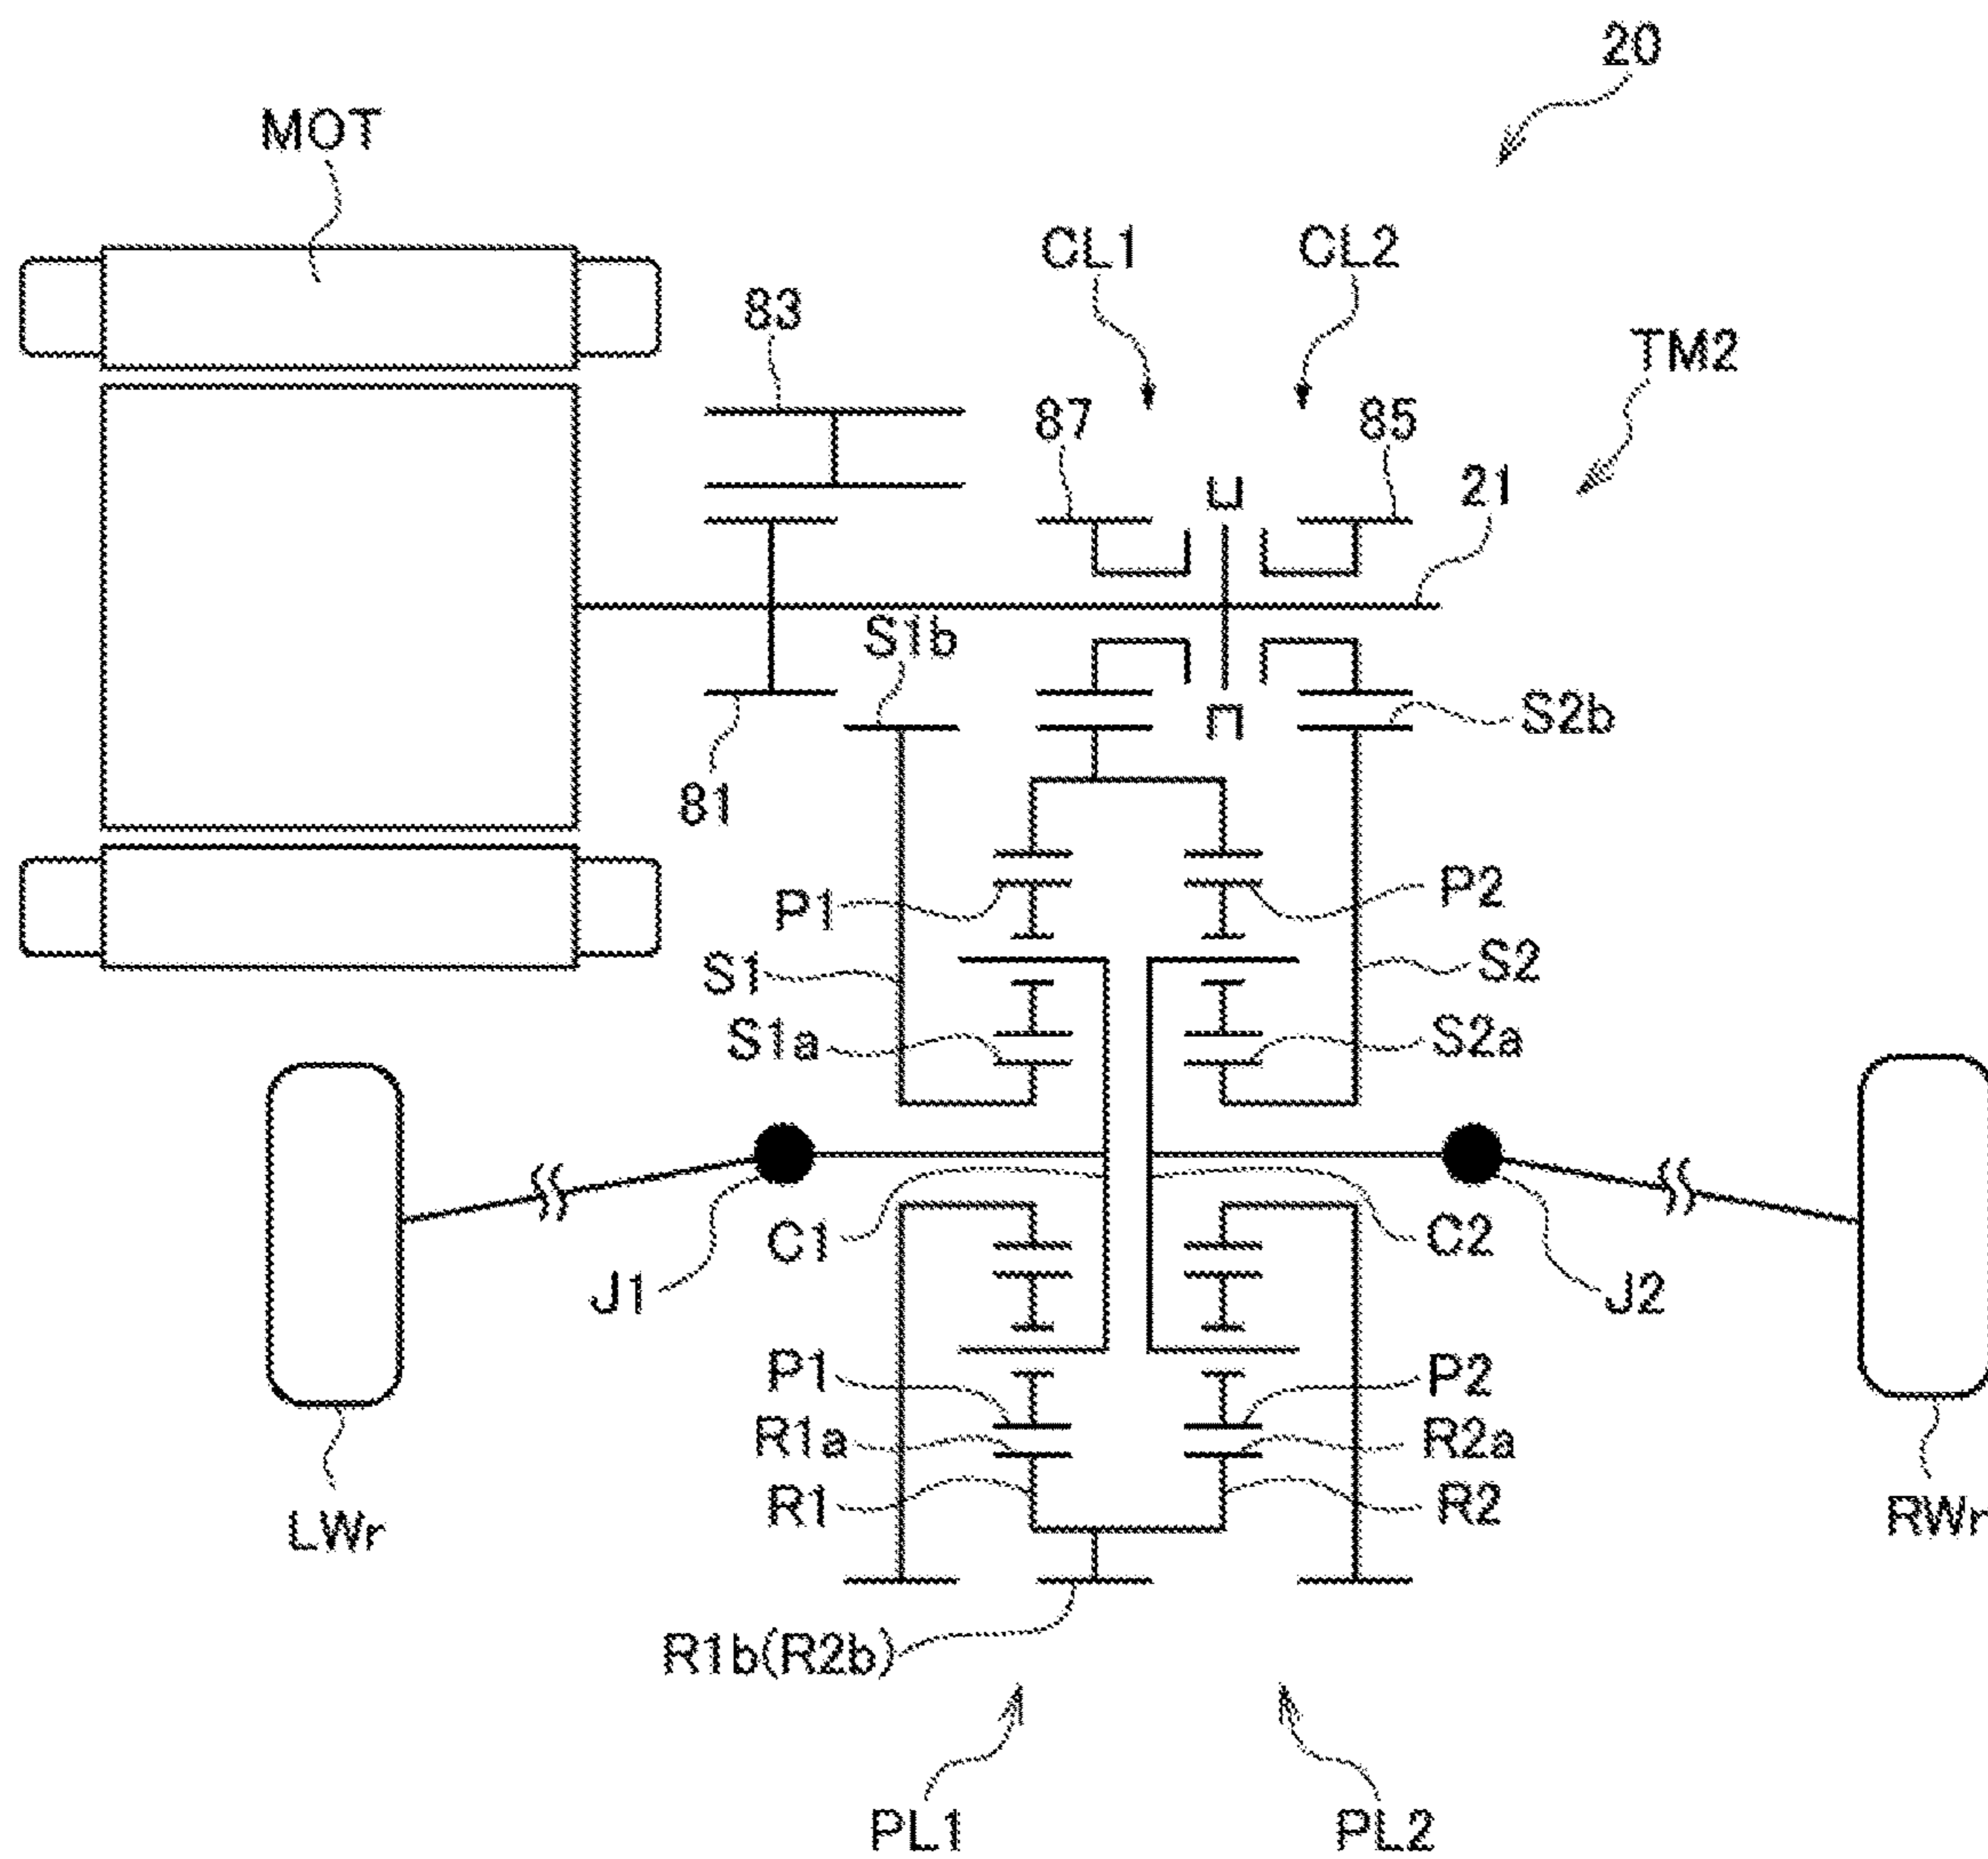 20
MOT
CL1 CL2
83
TM2
87 85
21
S1b
S2b
81
P1 P2
S1 S2
S1a S2a
C1 C2
J1 J2
P1 P2
R1a R2a
R1 R2
LWr RWr
R1b(R2b)
PL1 PL2